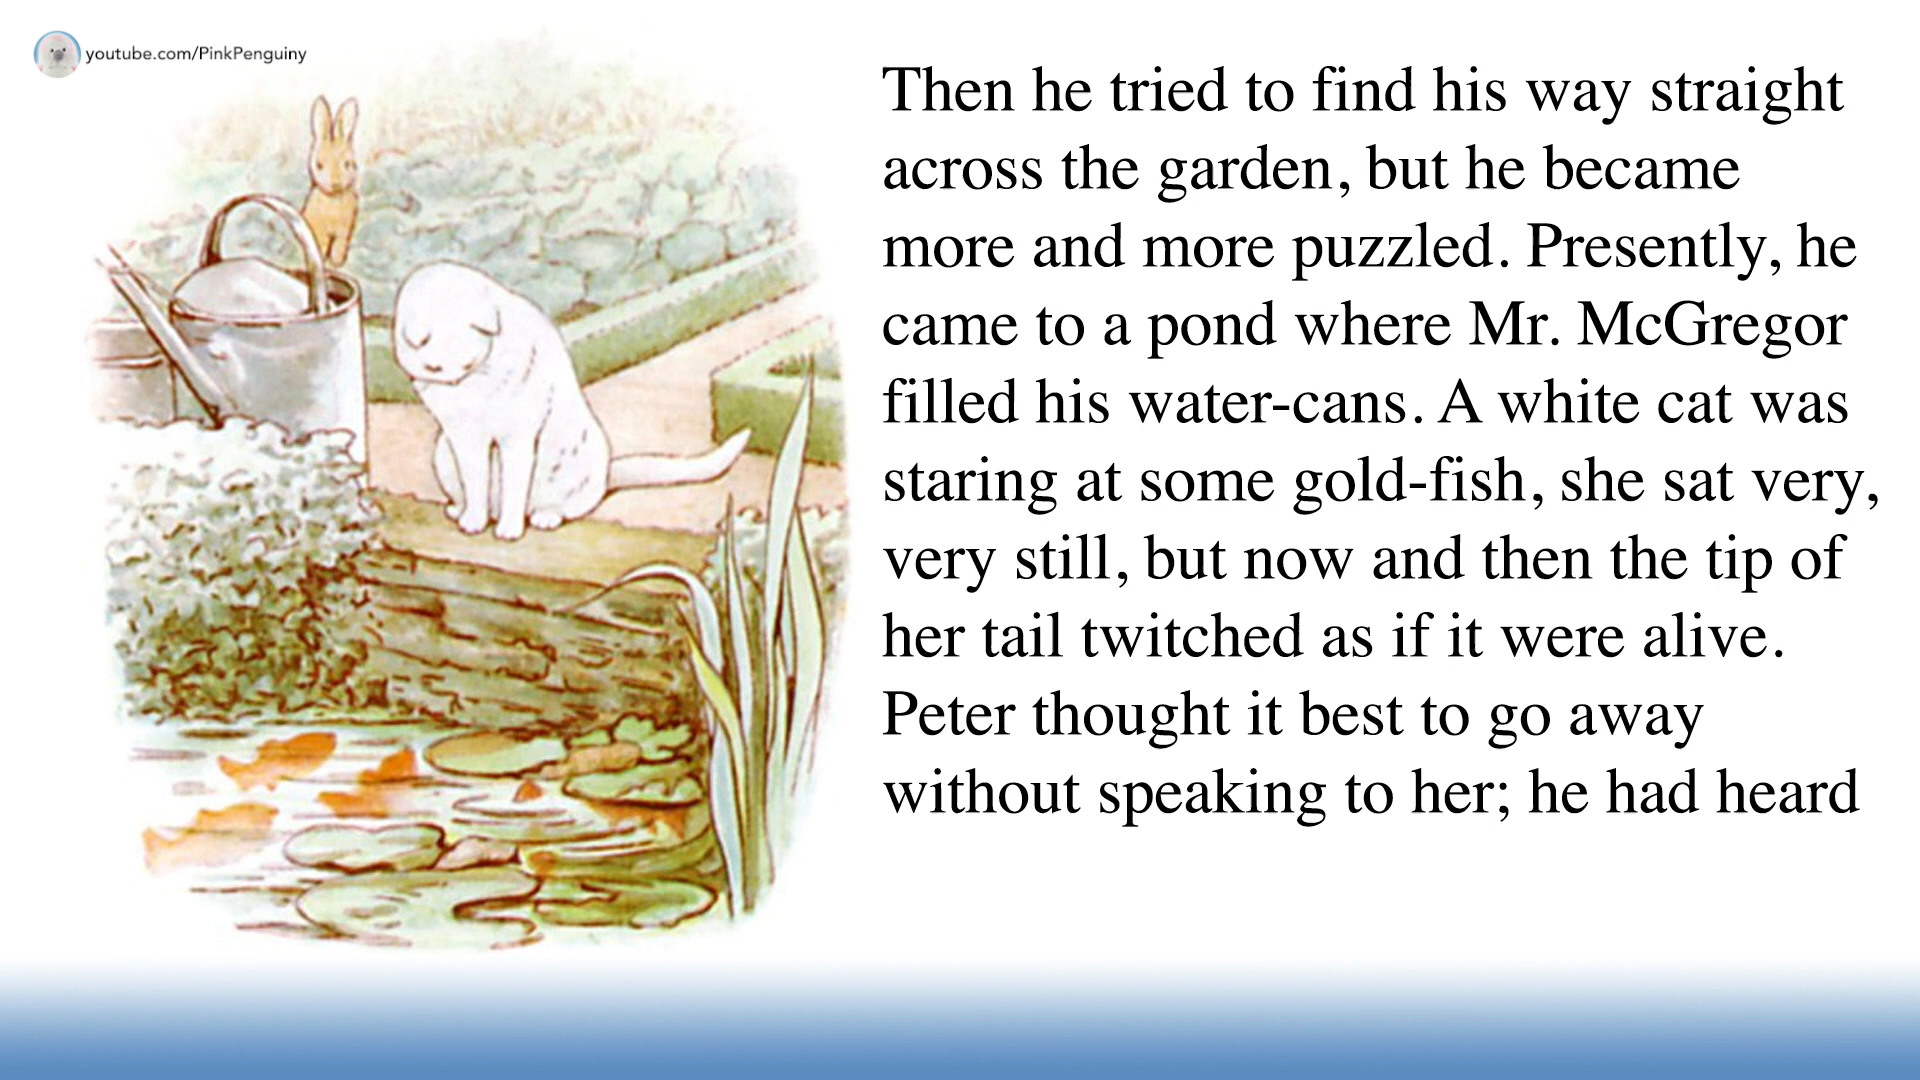 youtube.com/PinkPenguiny
Then he tried to find his way straight
across the garden, but he became
more and more puzzled. Presently, he
came to a pond where Mr. McGregor
filled his water-cans. A white cat was
staring at some gold-fish, she sat very,
very still, but now and then the tip of
her tail twitched as if it were alive.
Peter thought it best to go away
without speaking to her; he had heard